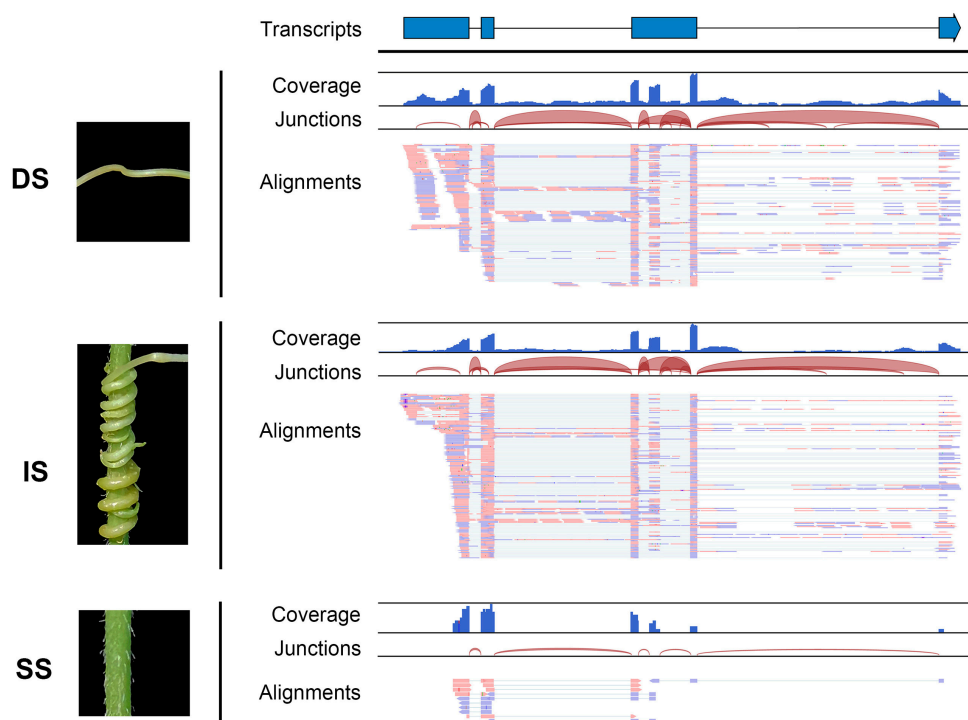 Transcripts
DS
Coverage
Junctions
Alignments
IS
Coverage
Junctions
Alignments
SS
Coverage
Junctions
Alignments